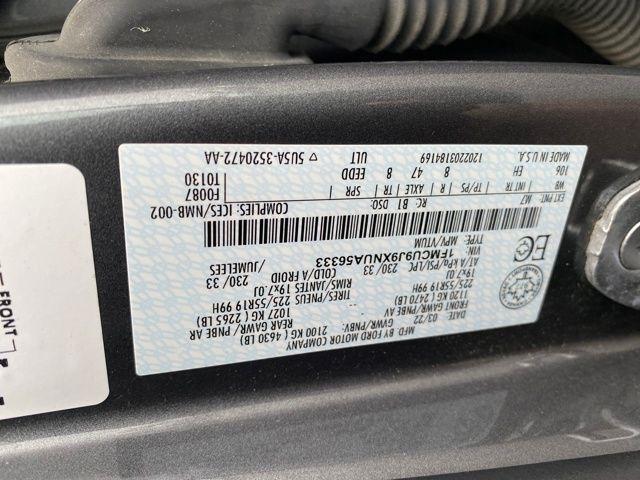 MFD BY FORD MOTOR COMPANY
03/22
GVWR/PNBV:
2100 KG ( 4630 LB)
FRONT GAWR/ PNBE AV
1120 KG ( 2470 LB)
225/55R19 99H
19x7.0J
AT/A kPa/PSI/LPC 230/ 33
REAR GAWR/ PNBE AR
1027 KG ( 2265 LB)
TIRES/ PNEUS 225/55R19 99H
RIMS/JANTES 19x7.0J
COLD/A FROID 230/ 33
/JUMELEES
VIN: 1FMCU9J9XNUA56333
TYPE: MPV/VTUM
COMPLIES: ICES/NMB-002
F0087
T0130
EXT PNT: M7
RC: B1 DSO:
WB INT TR TP/PS AXLE SPR
106 EH 8 47 8 EEDD
MADE IN U.S.A.
120220318​4169 ULT
5U5A-3520472-AA
FRONT